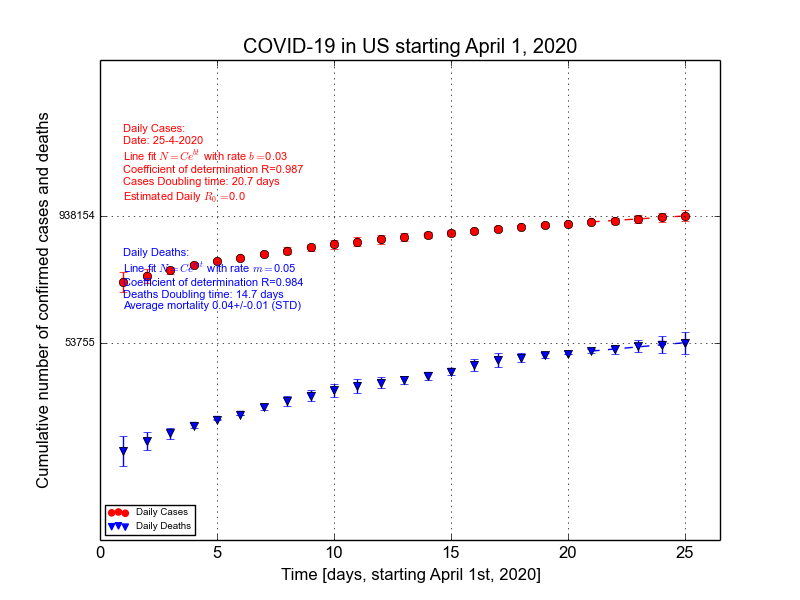 COVID-19 in US starting April 1, 2020
Cumulative number of confirmed cases and deaths
Daily Cases:
Date: 25-4-2020
Line fit N=Ce^{bt} with rate b=0.03
Coefficient of determination R=0.987
Cases Doubling time: 20.7 days
Estimated Daily R_0:=0.0
938154
Daily Deaths:
Line fit N=Ce with rate m=0.05
Coefficient of determination R=0.984
Deaths Doubling time: 14.7 days
Average mortality 0.04+/-0.01 (STD)
53755
Daily Cases
Daily Deaths
0 5 10 15 20 25
Time [days, starting April 1st, 2020]